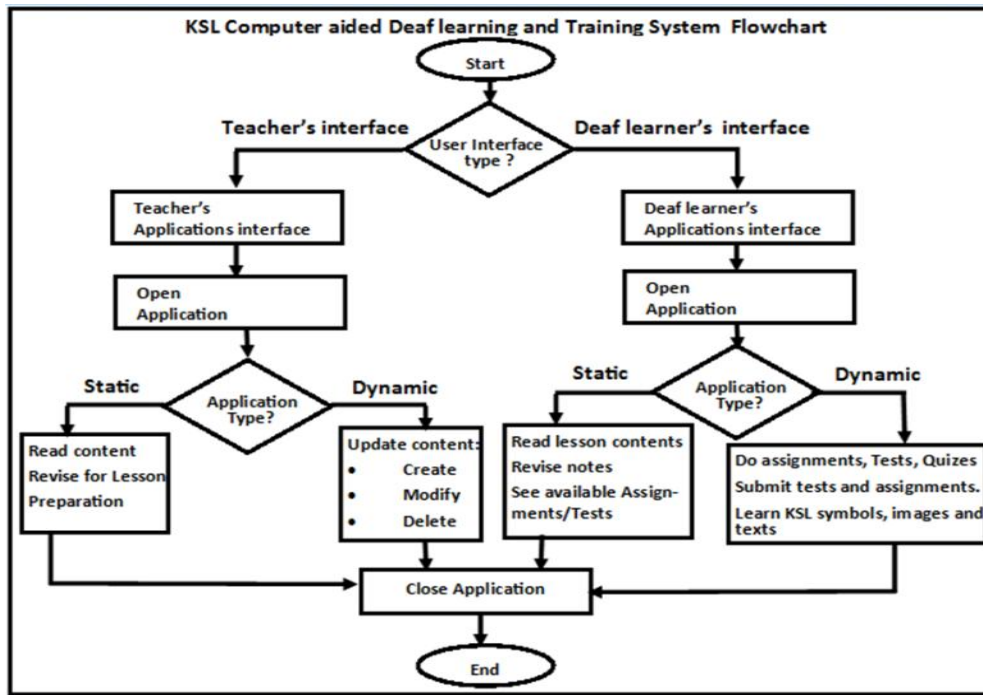 KSL Computer aided Deaf learning and Training System Flowchart
Start
Teacher's interface
User Interface
type ?
Deaf learner's interface
Teacher's
Applications interface
Deaf learner's
Applications interface
Open
Application
Open
Application
Static
Application
Type?
Dynamic
Static
Application
Type?
Dynamic
Read content
Revise for Lesson
Preparation
Update content:
• Create
• Modify
• Delete
Read lesson contents
Revise notes
See available Assign-
ments/Tests
Do assignments, Tests, Quizes
Submit tests and assignments.
Learn KSL symbols, images and
texts
Close Application
End